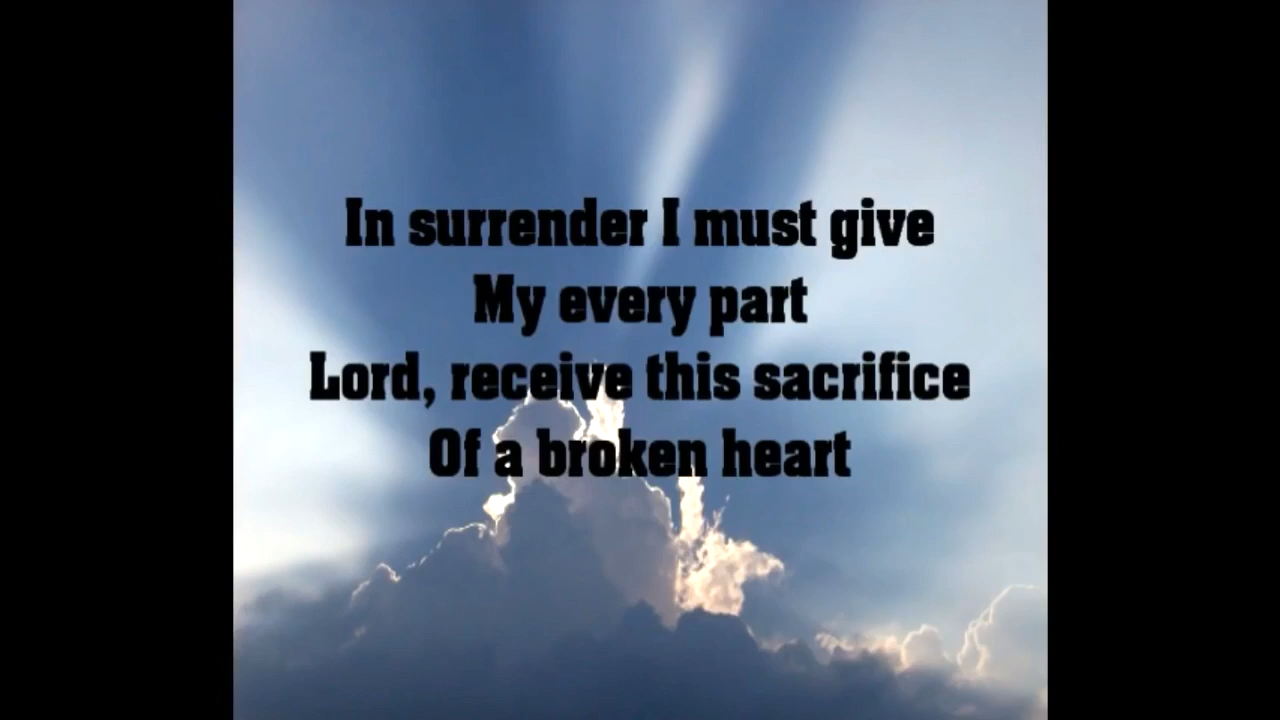 In surrender I must give
My every part
Lord, receive this sacrifice
Of a broken heart